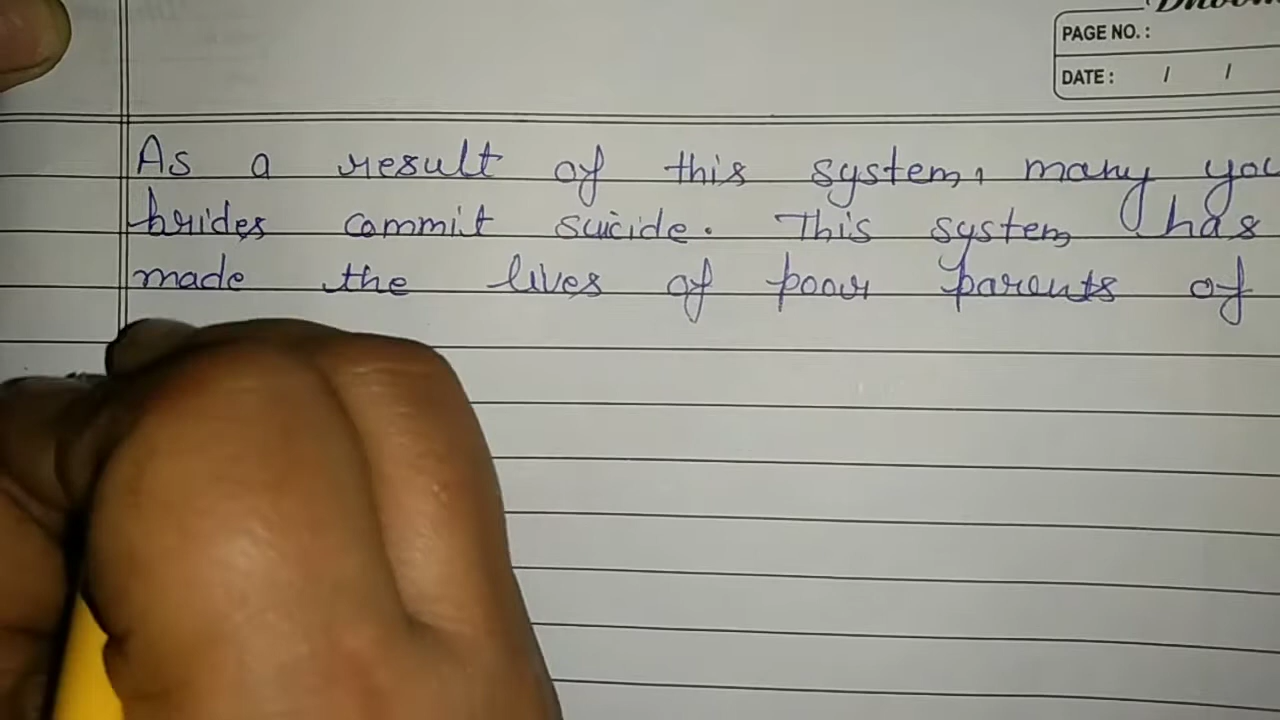 PAGE NO. :
DATE : / /
As a result of this system, many you
brides commit suicide. This system has
made the lives of poor parents of